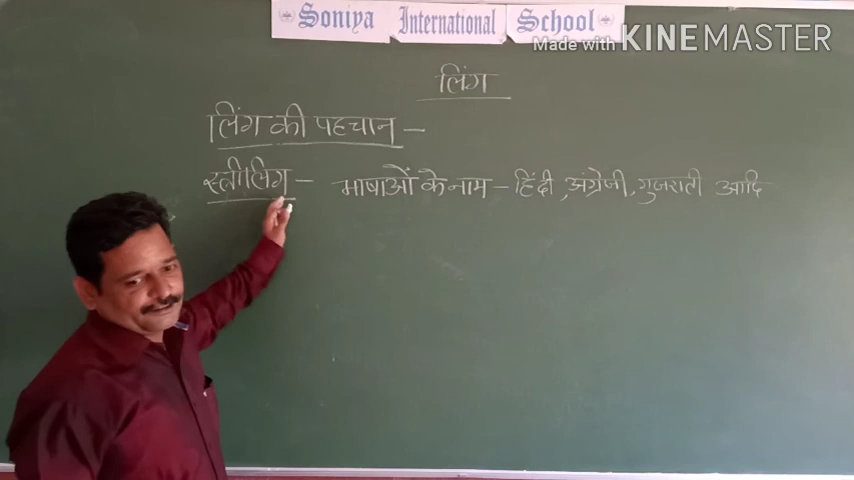 Soniya International School
Made with KINEMASTER
लिंग
लिंग की पहचान –
स्त्रीलिंग – भाषाओं के नाम – हिंदी, अंग्रेजी, गुजराती आदि